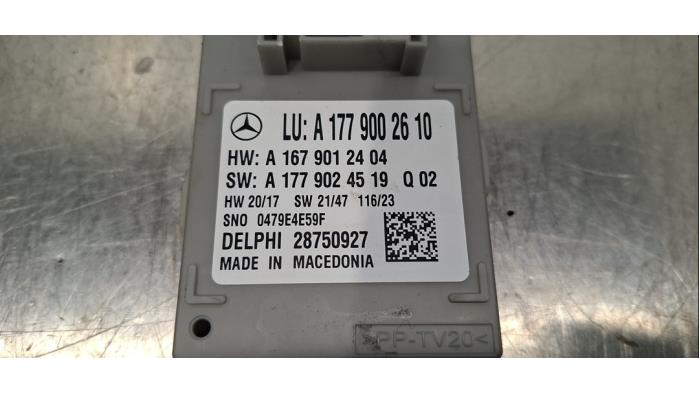 LU: A 177 900 26 10
HW: A 167 901 24 04
SW: A 177 902 45 19 Q 02
HW 20/17 SW 21/47 116/23
SNO 0479E4E59F
DELPHI 28750927
MADE IN MACEDONIA
>PP-TV20<